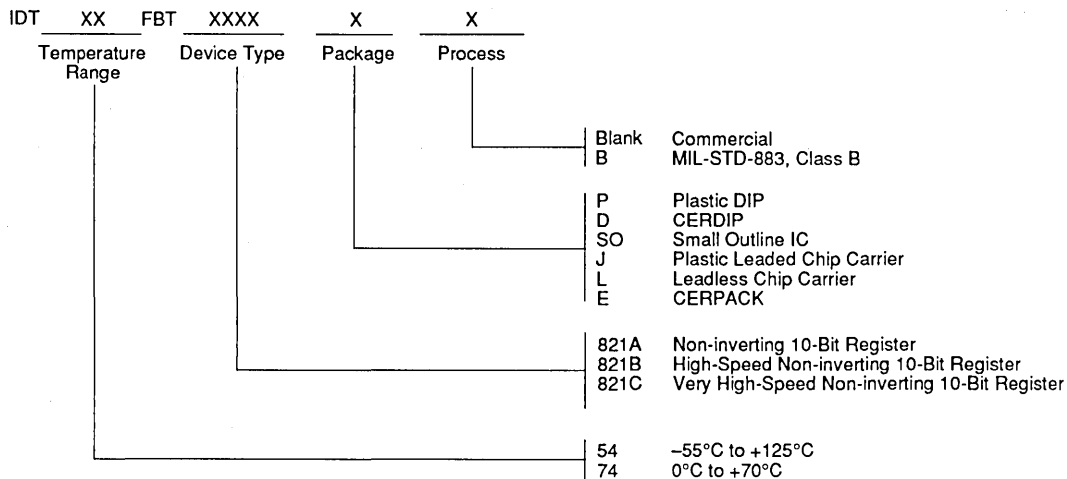 IDT XX FBT XXXX X X
Temperature Range Device Type Package Process
Blank Commercial
B MIL-STD-883, Class B
P Plastic DIP
D CERDIP
SO Small Outline IC
J Plastic Leaded Chip Carrier
L Leadless Chip Carrier
E CERPACK
821A Non-inverting 10-Bit Register
821B High-Speed Non-inverting 10-Bit Register
821C Very High-Speed Non-inverting 10-Bit Register
54 –55°C to +125°C
74 0°C to +70°C